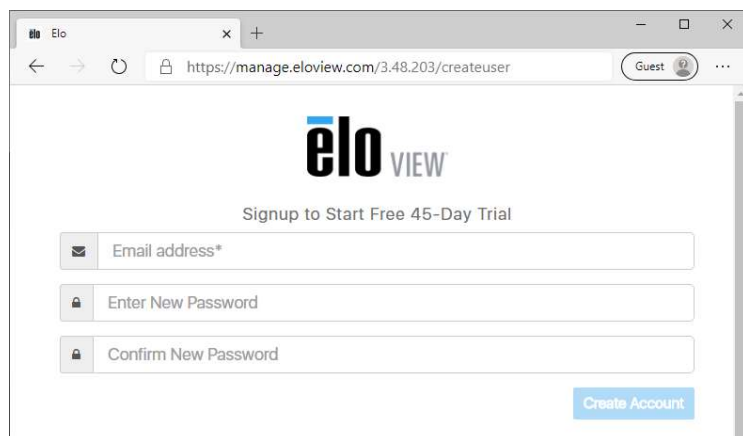 elo Elo
https://manage.eloview.com/3.48.203/createuser
Guest
ēlo VIEW
Signup to Start Free 45-Day Trial
Email address*
Enter New Password
Confirm New Password
Create Account